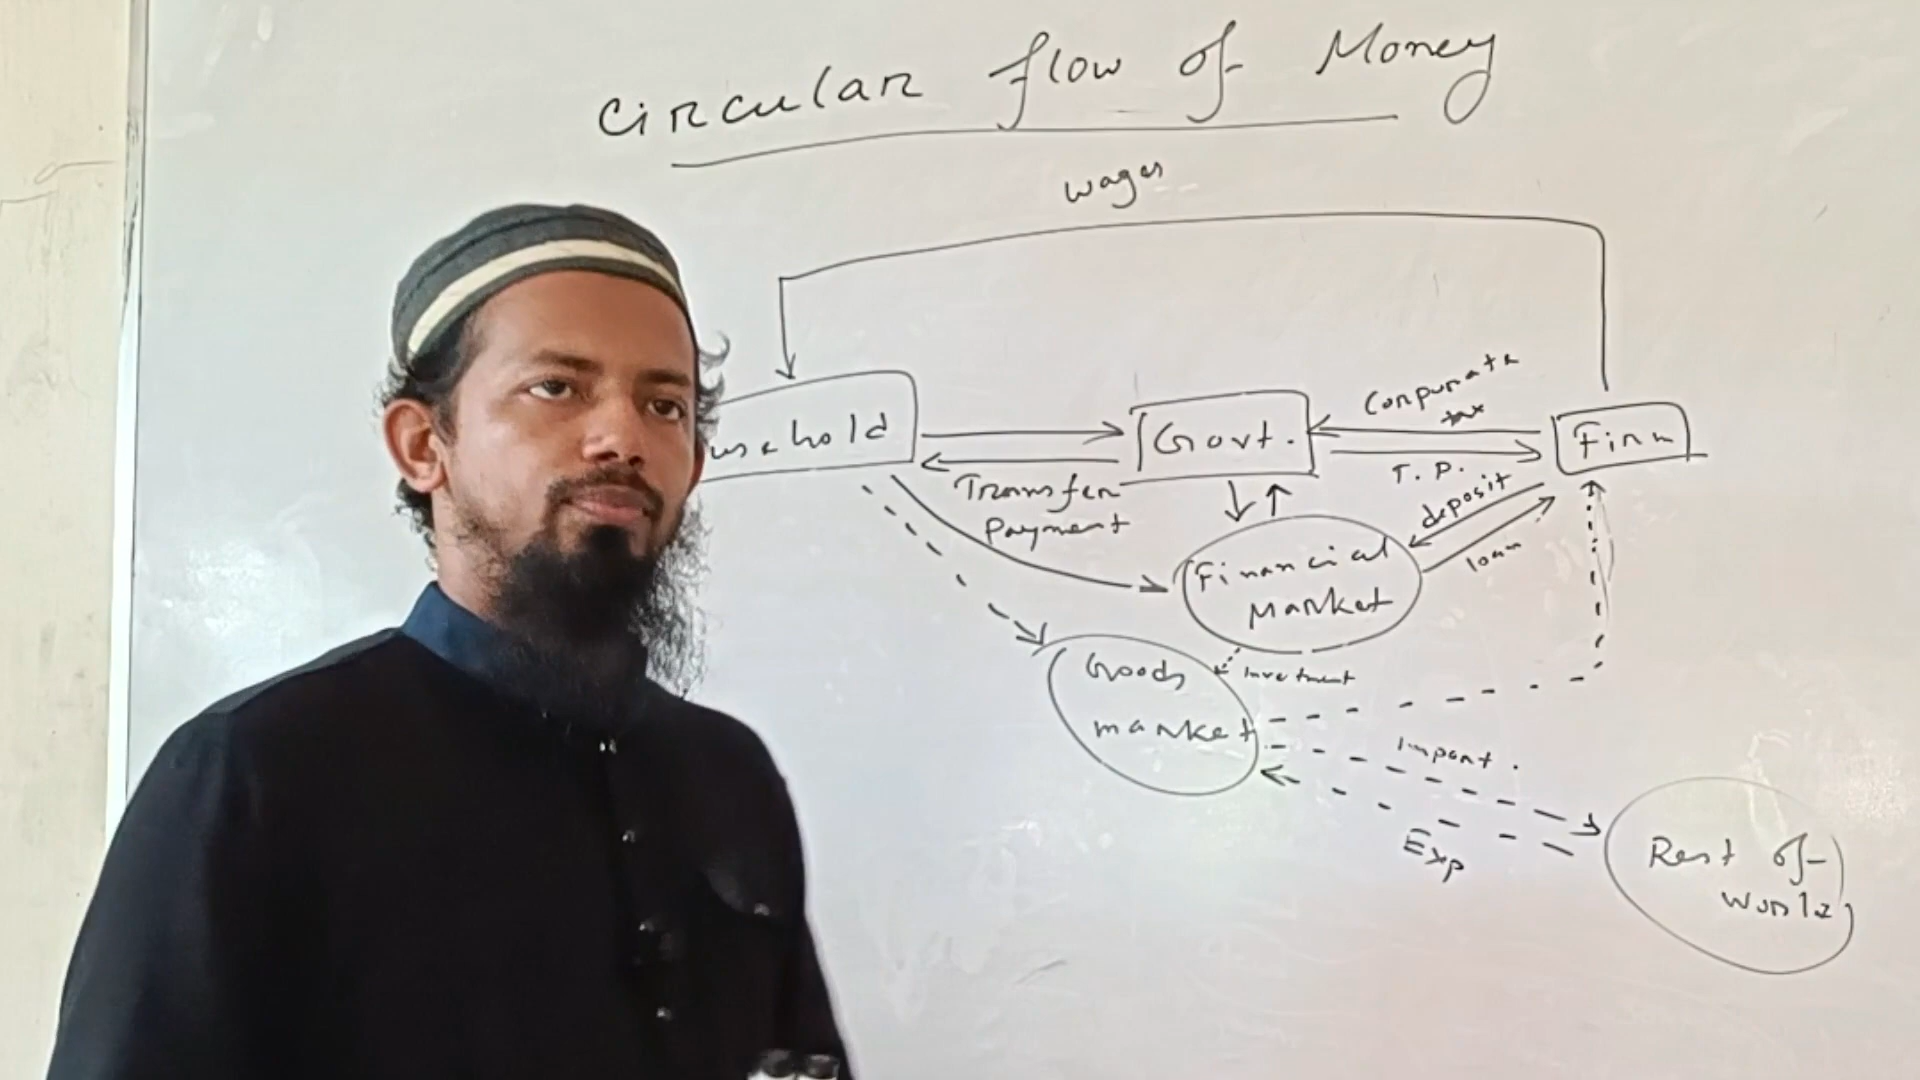 Circular flow of Money
wages
usehold
Govt.
Firm
Corporate
tax
T. P.
Transfer
Payment
deposit
loan
Financial
Market
Goods
market
investment
Import.
Exp
Rest of
World